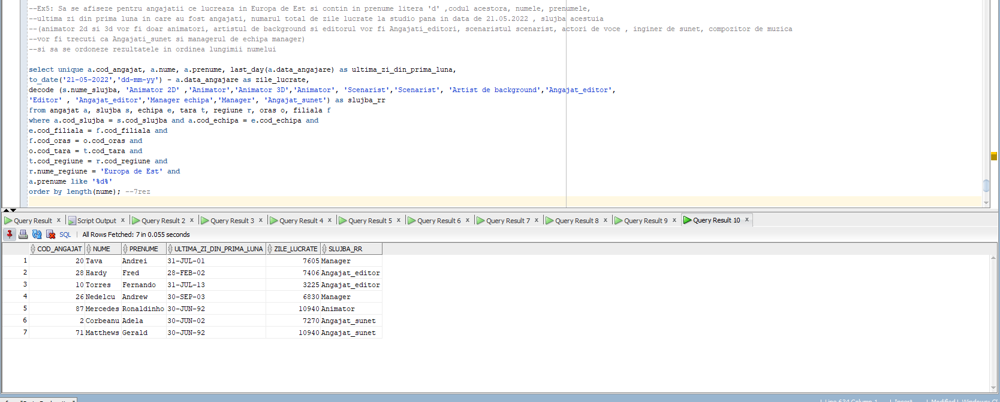 --Ex5: Sa se afiseze pentru angajatii ce lucreaza in Europa de Est si contin in prenume litera 'd' ,codul acestora, numele, prenumele,
--ultima zi din prima luna in care au fost angajati, numarul total de zile lucrate la studio pana in data de 21.05.2022 , slujba acestuia
--(animator 2d si 3d vor fi doar animatori, artistul de background si editorul vor fi Angajati_editori, scenaristul scenarist, actori de voce , inginer de sunet, compozitor de muzica
--vor fi trecuti ca Angajati_sunet si managerul de echipa manager)
--si sa se ordoneze rezultatele in ordinea lungimii numelui
select unique a.cod_angajat, a.nume, a.prenume, last_day(a.data_angajare) as ultima_zi_din_prima_luna,
to_date('21-05-2022','dd-mm-yy') - a.data_angajare as zile_lucrate,
decode (s.nume_slujba, 'Animator 2D' ,'Animator','Animator 3D','Animator', 'Scenarist','Scenarist', 'Artist de background','Angajat_editor',
'Editor' , 'Angajat_editor','Manager echipa','Manager', 'Angajat_sunet') as slujba_rr
from angajat a, slujba s, echipa e, tara t, regiune r, oras o, filiala f
where a.cod_slujba = s.cod_slujba and a.cod_echipa = e.cod_echipa and
e.cod_filiala = f.cod_filiala and
f.cod_oras = o.cod_oras and
o.cod_tara = t.cod_tara and
t.cod_regiune = r.cod_regiune and
r.nume_regiune = 'Europa de Est' and
a.prenume like '%d%'
order by length(nume); --7rez
Query Result x Script Output x Query Result 2 x Query Result 3 x Query Result 4 x Query Result 5 x Query Result 6 x Query Result 7 x Query Result 8 x Query Result 9 x Query Result 10 x
SQL | All Rows Fetched: 7 in 0.055 seconds
COD_ANGAJAT NUME PRENUME ULTIMA_ZI_DIN_PRIMA_LUNA ZILE_LUCRATE SLUJBA_RR
1 20 Tava Andrei 31-JUL-01 7605 Manager
2 28 Hardy Fred 28-FEB-02 7406 Angajat_editor
3 10 Torres Fernando 31-JUL-13 3225 Angajat_editor
4 26 Nedelcu Andrew 30-SEP-03 6830 Manager
5 87 Mercedes Ronaldinho 30-JUN-92 10940 Animator
6 2 Corbeanu Adela 30-JUN-02 7270 Angajat_sunet
7 71 Matthews Gerald 30-JUN-92 10940 Angajat_sunet